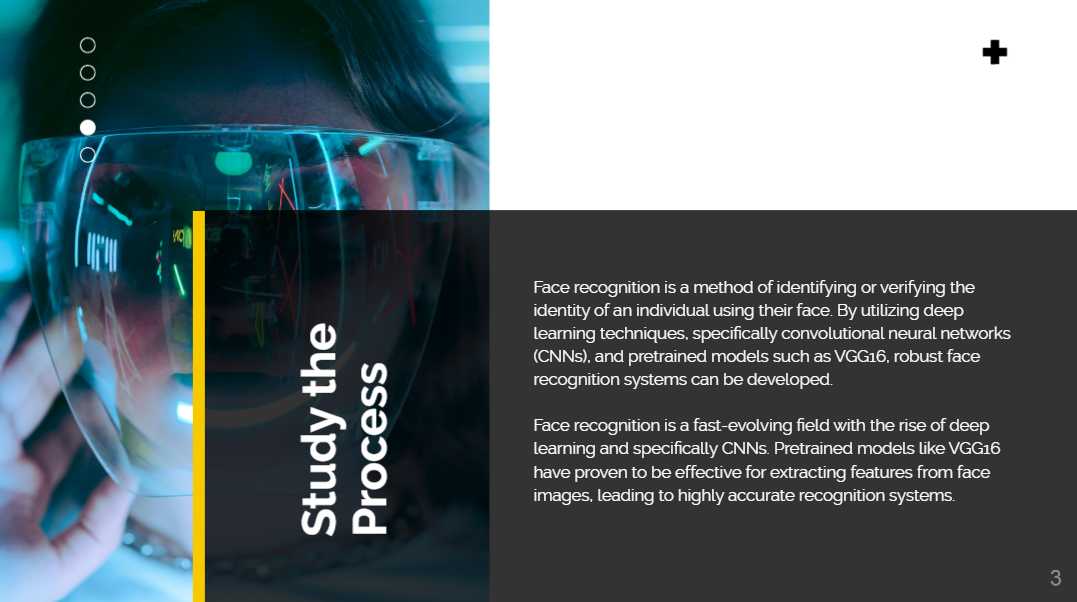 Study the
Process
Face recognition is a method of identifying or verifying the
identity of an individual using their face. By utilizing deep
learning techniques, specifically convolutional neural networks
(CNNs), and pretrained models such as VGG16, robust face
recognition systems can be developed.
Face recognition is a fast-evolving field with the rise of deep
learning and specifically CNNs. Pretrained models like VGG16
have proven to be effective for extracting features from face
images, leading to highly accurate recognition systems.
3